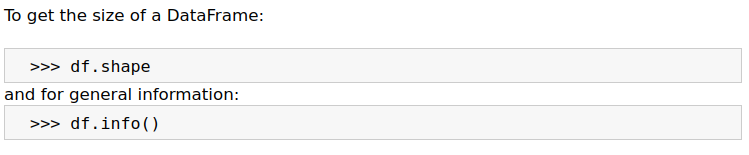 To get the size of a DataFrame:
>>> df.shape
and for general information:
>>> df.info()